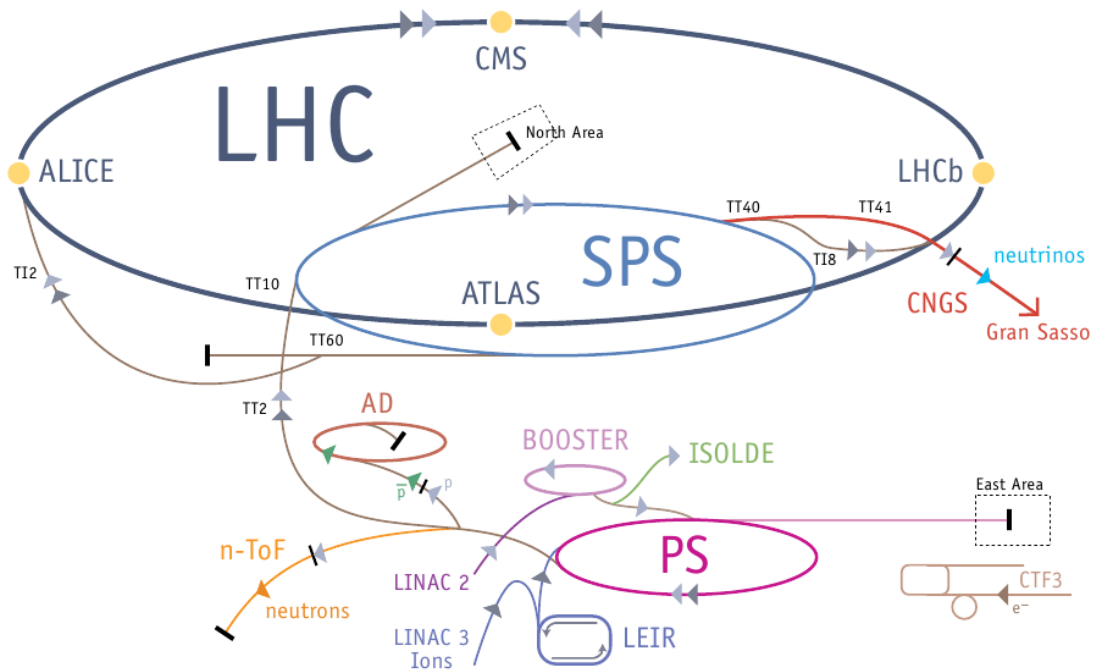 CMS
LHC
North Area
ALICE
LHCb
TT40
TT41
SPS
TI8
neutrinos
TI2
TT10
ATLAS
CNGS
Gran Sasso
TT60
TT2
AD
BOOSTER
ISOLDE
p
p
East Area
n-ToF
PS
LINAC 2
neutrons
CTF3
e−
LINAC 3
Ions
LEIR